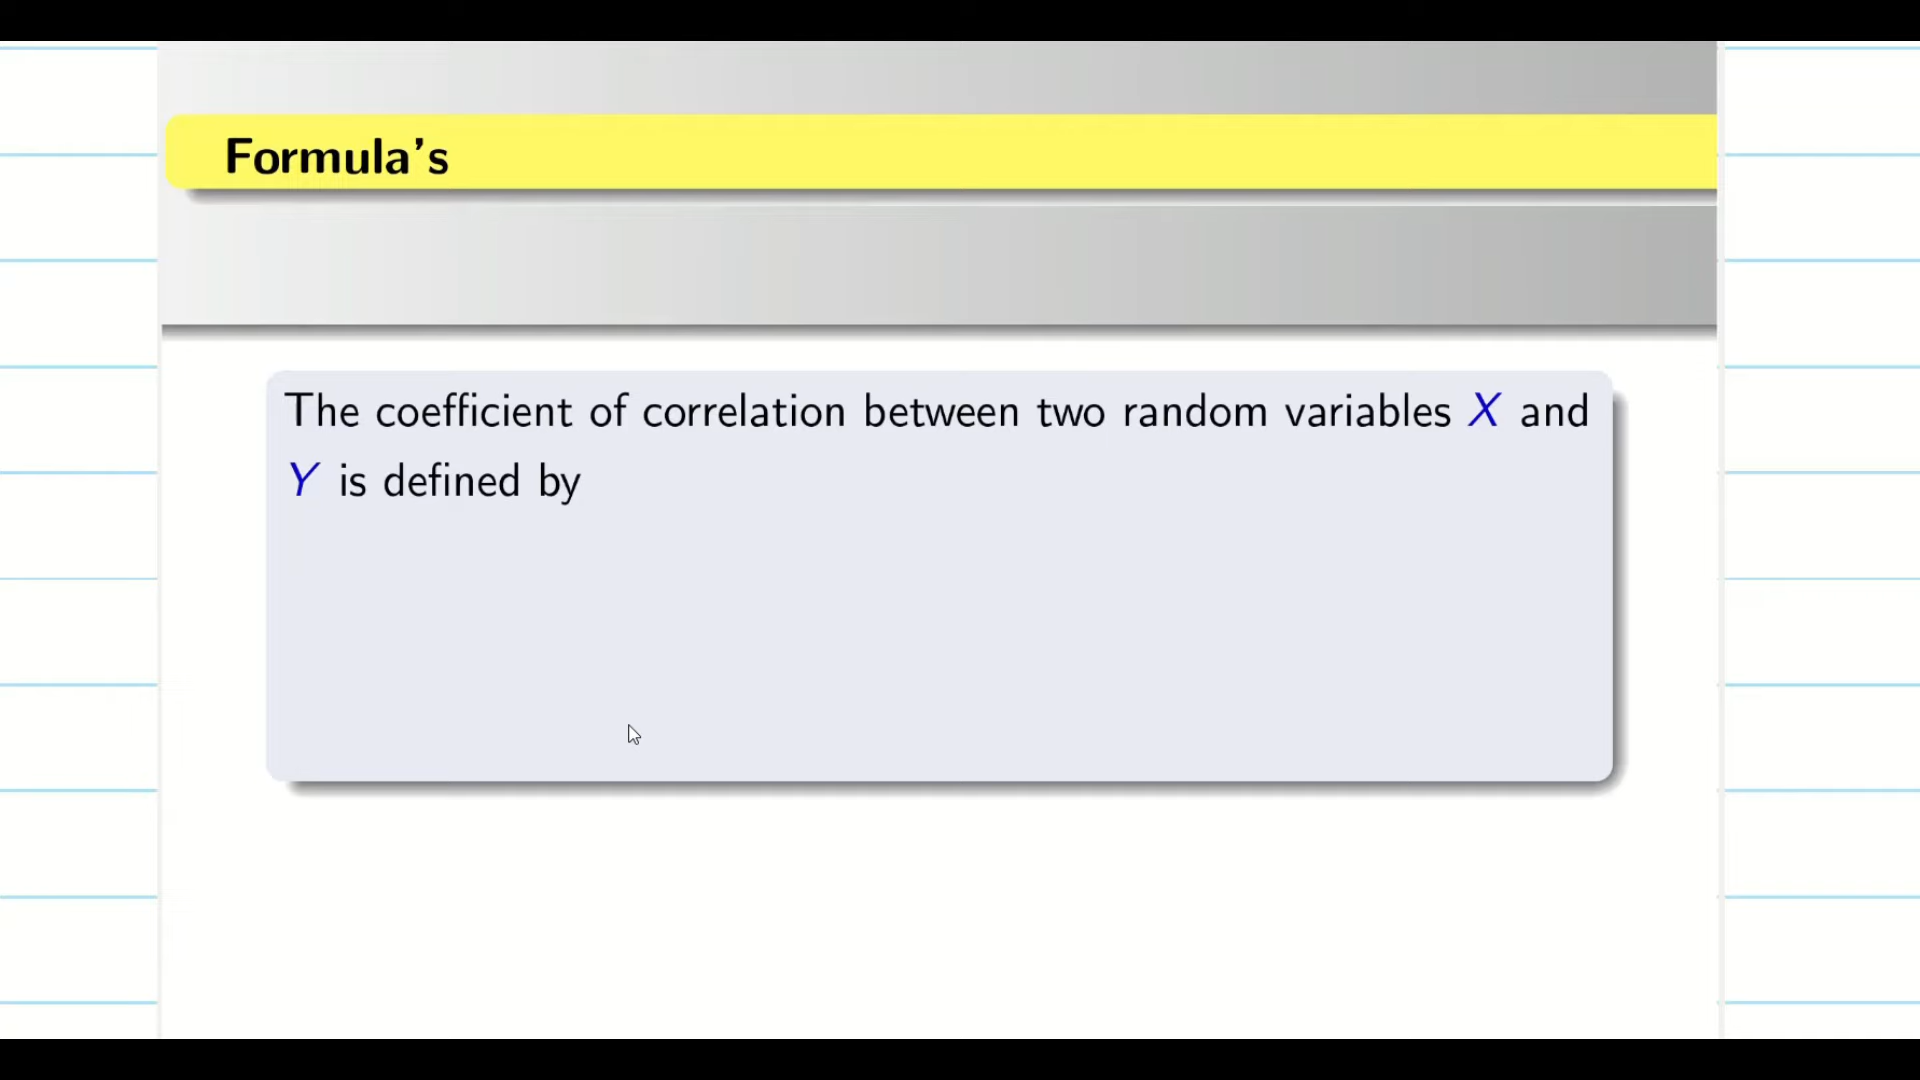 Formula's
The coefficient of correlation between two random variables X and
Y is defined by